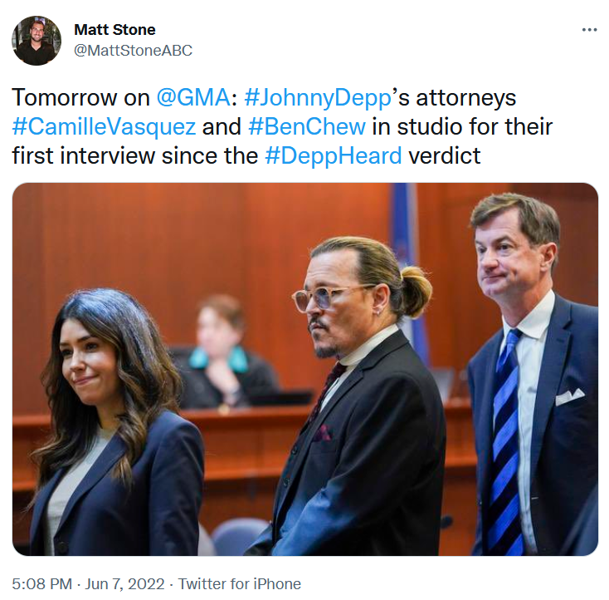 Matt Stone
@MattStoneABC
Tomorrow on @GMA: #JohnnyDepp’s attorneys
#CamilleVasquez and #BenChew in studio for their
first interview since the #DeppHeard verdict
5:08 PM · Jun 7, 2022 · Twitter for iPhone